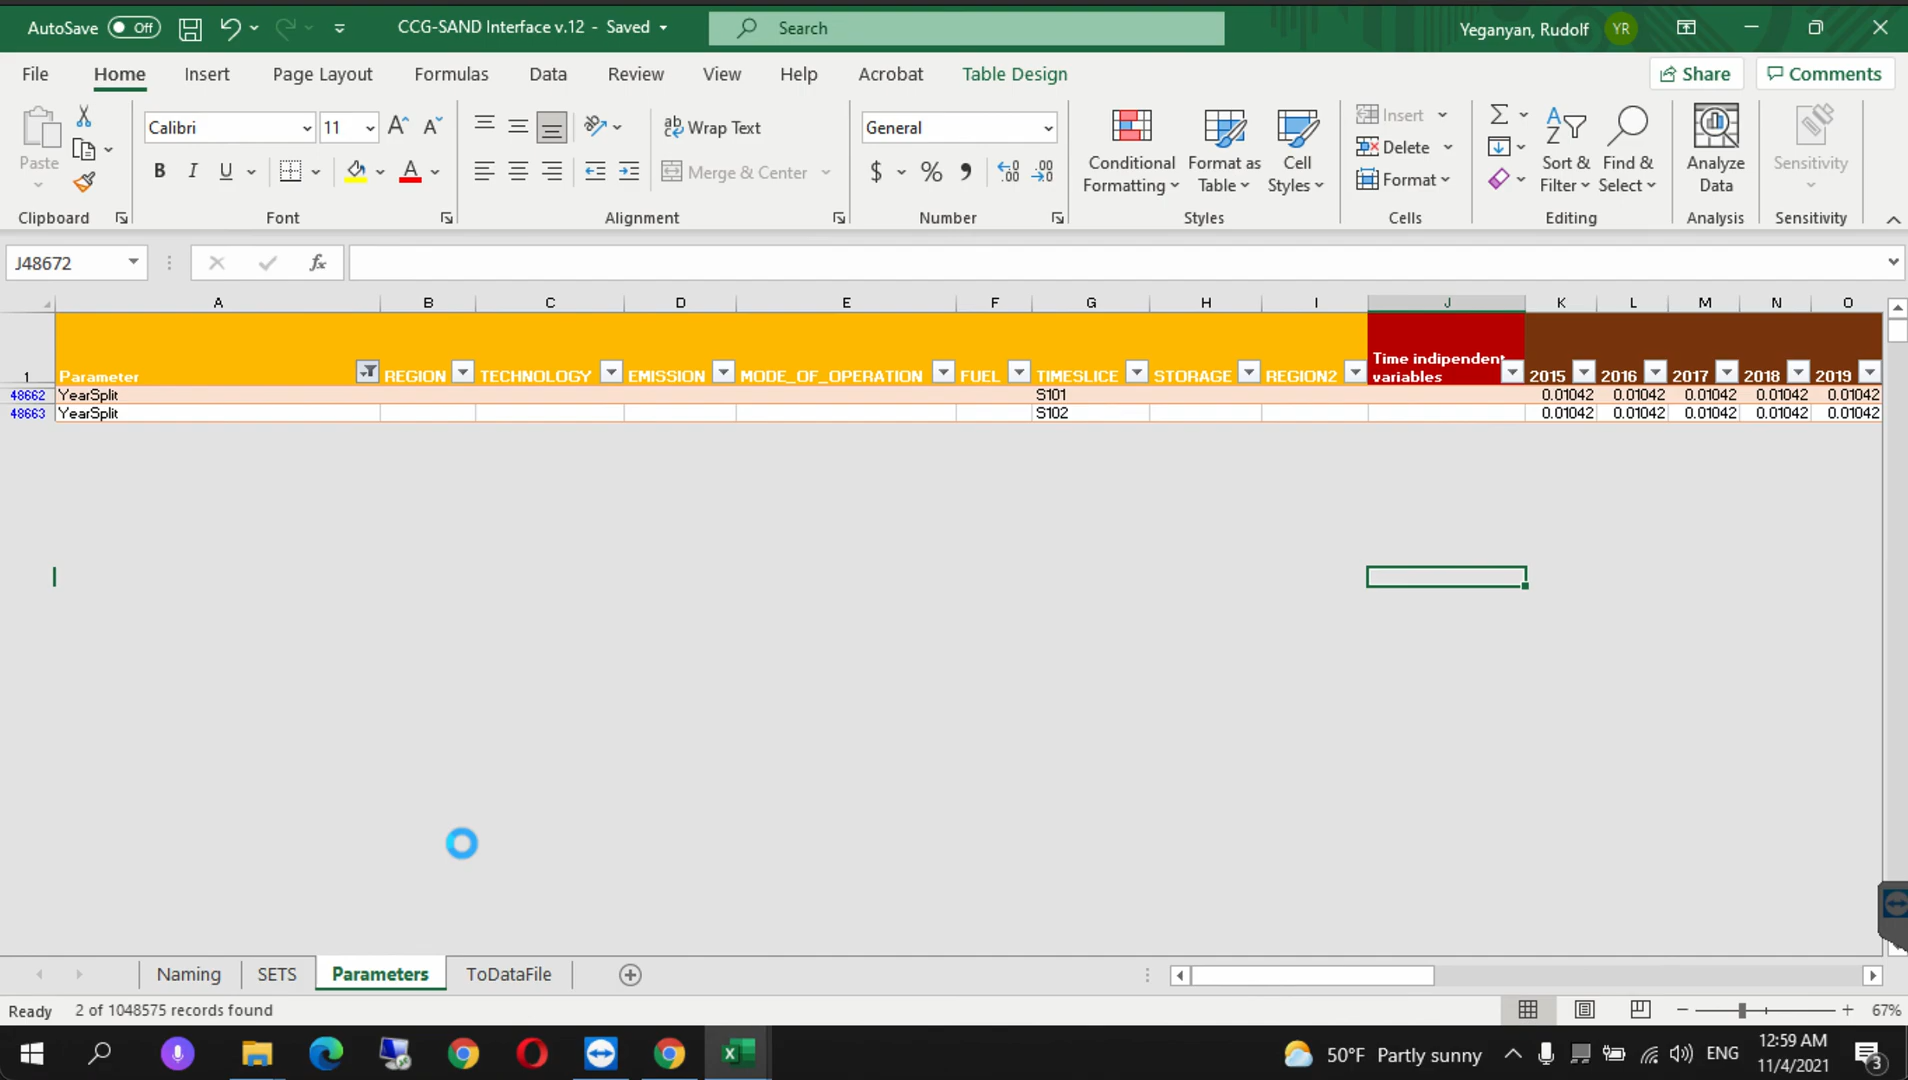 AutoSave Off CCG-SAND Interface v.12 - Saved Search Yeganyan, Rudolf YR
File Home Insert Page Layout Formulas Data Review View Help Acrobat Table Design Share Comments
Calibri 11 Wrap Text General Insert
Paste B I U Merge & Center $ % Conditional Formatting Format as Table Cell Styles Delete Format Sort & Filter Find & Select Analyze Data Sensitivity
Clipboard Font Alignment Number Styles Cells Editing Analysis Sensitivity
J48672 fx
A B C D E F G H I J K L M N O
1 Parameter REGION TECHNOLOGY EMISSION MODE_OF_OPERATION FUEL TIMESLICE STORAGE REGION2 Time indipendent variables 2015 2016 2017 2018 2019
48662 YearSplit S101 0.01042 0.01042 0.01042 0.01042 0.01042
48663 YearSplit S102 0.01042 0.01042 0.01042 0.01042 0.01042
Naming SETS Parameters ToDataFile
Ready 2 of 1048575 records found 67%
50°F Partly sunny ENG 12:59 AM
11/4/2021 3